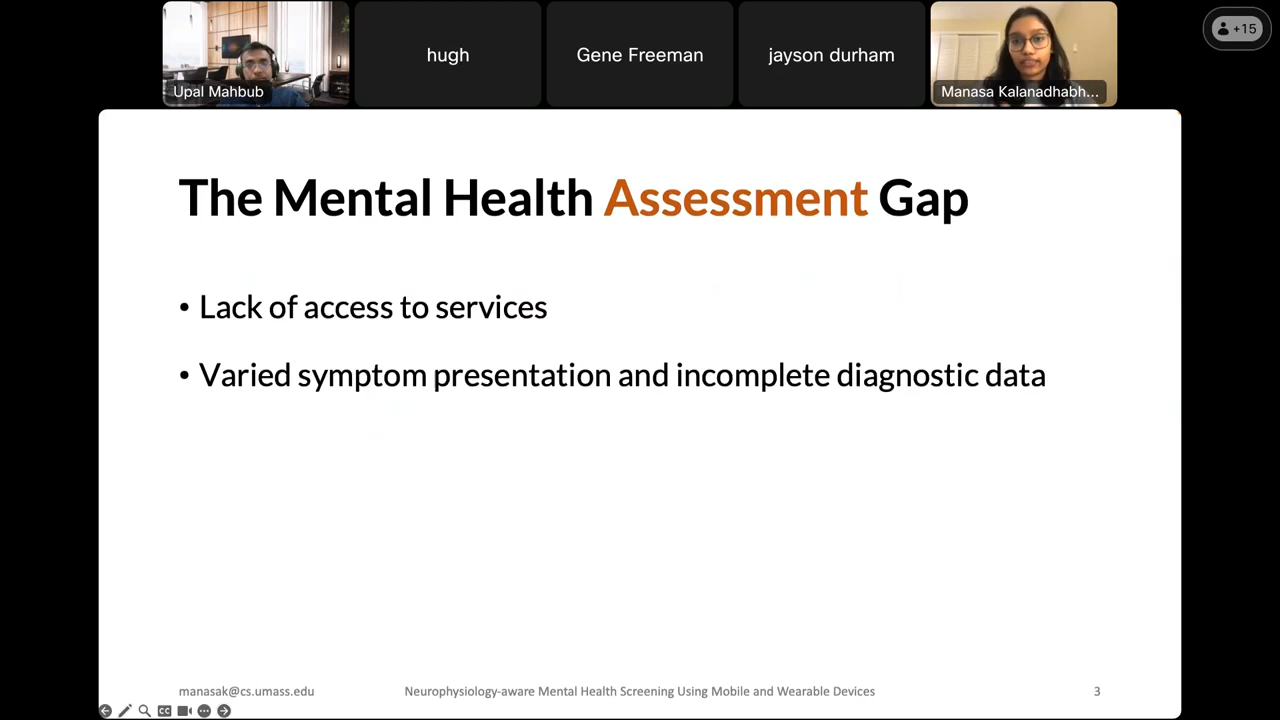 Upal Mahbub
hugh
Gene Freeman
jayson durham
Manasa Kalanadhabh...
+15
The Mental Health Assessment Gap
• Lack of access to services
• Varied symptom presentation and incomplete diagnostic data
manasak@cs.umass.edu
Neurophysiology-aware Mental Health Screening Using Mobile and Wearable Devices
3
CC